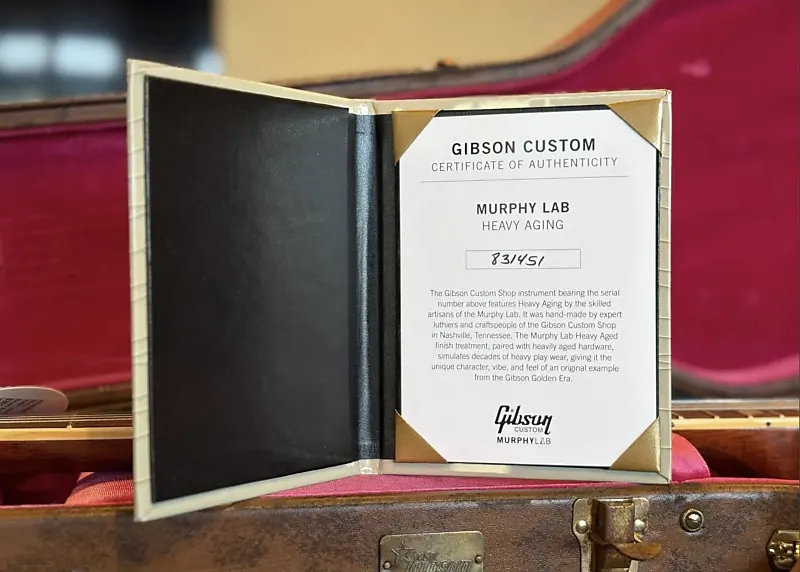 GIBSON CUSTOM
CERTIFICATE OF AUTHENTICITY
MURPHY LAB
HEAVY AGING
831451
The Gibson Custom Shop instrument bearing the serial
number above features Heavy Aging by the skilled
artisans of the Murphy Lab. It was hand-made by expert
luthiers and craftspeople of the Gibson Custom Shop
in Nashville, Tennessee. The Murphy Lab Heavy Aged
finish treatment, paired with heavily aged hardware,
simulates decades of heavy play wear, giving it the
unique character, vibe, and feel of an original example
from the Gibson Golden Era.
Gibson
CUSTOM
MURPHYLAB